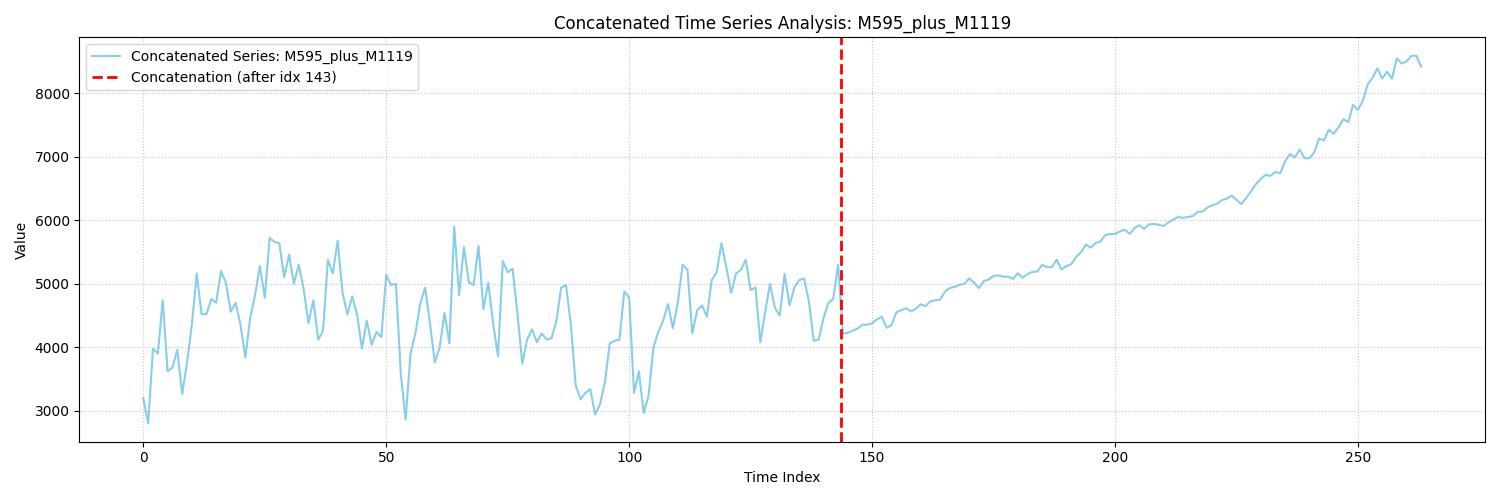 Concatenated Time Series Analysis: M595_plus_M1119
Concatenated Series: M595_plus_M1119
Concatenation (after idx 143)
Value
8000
7000
6000
5000
4000
3000
0 50 100 150 200 250
Time Index